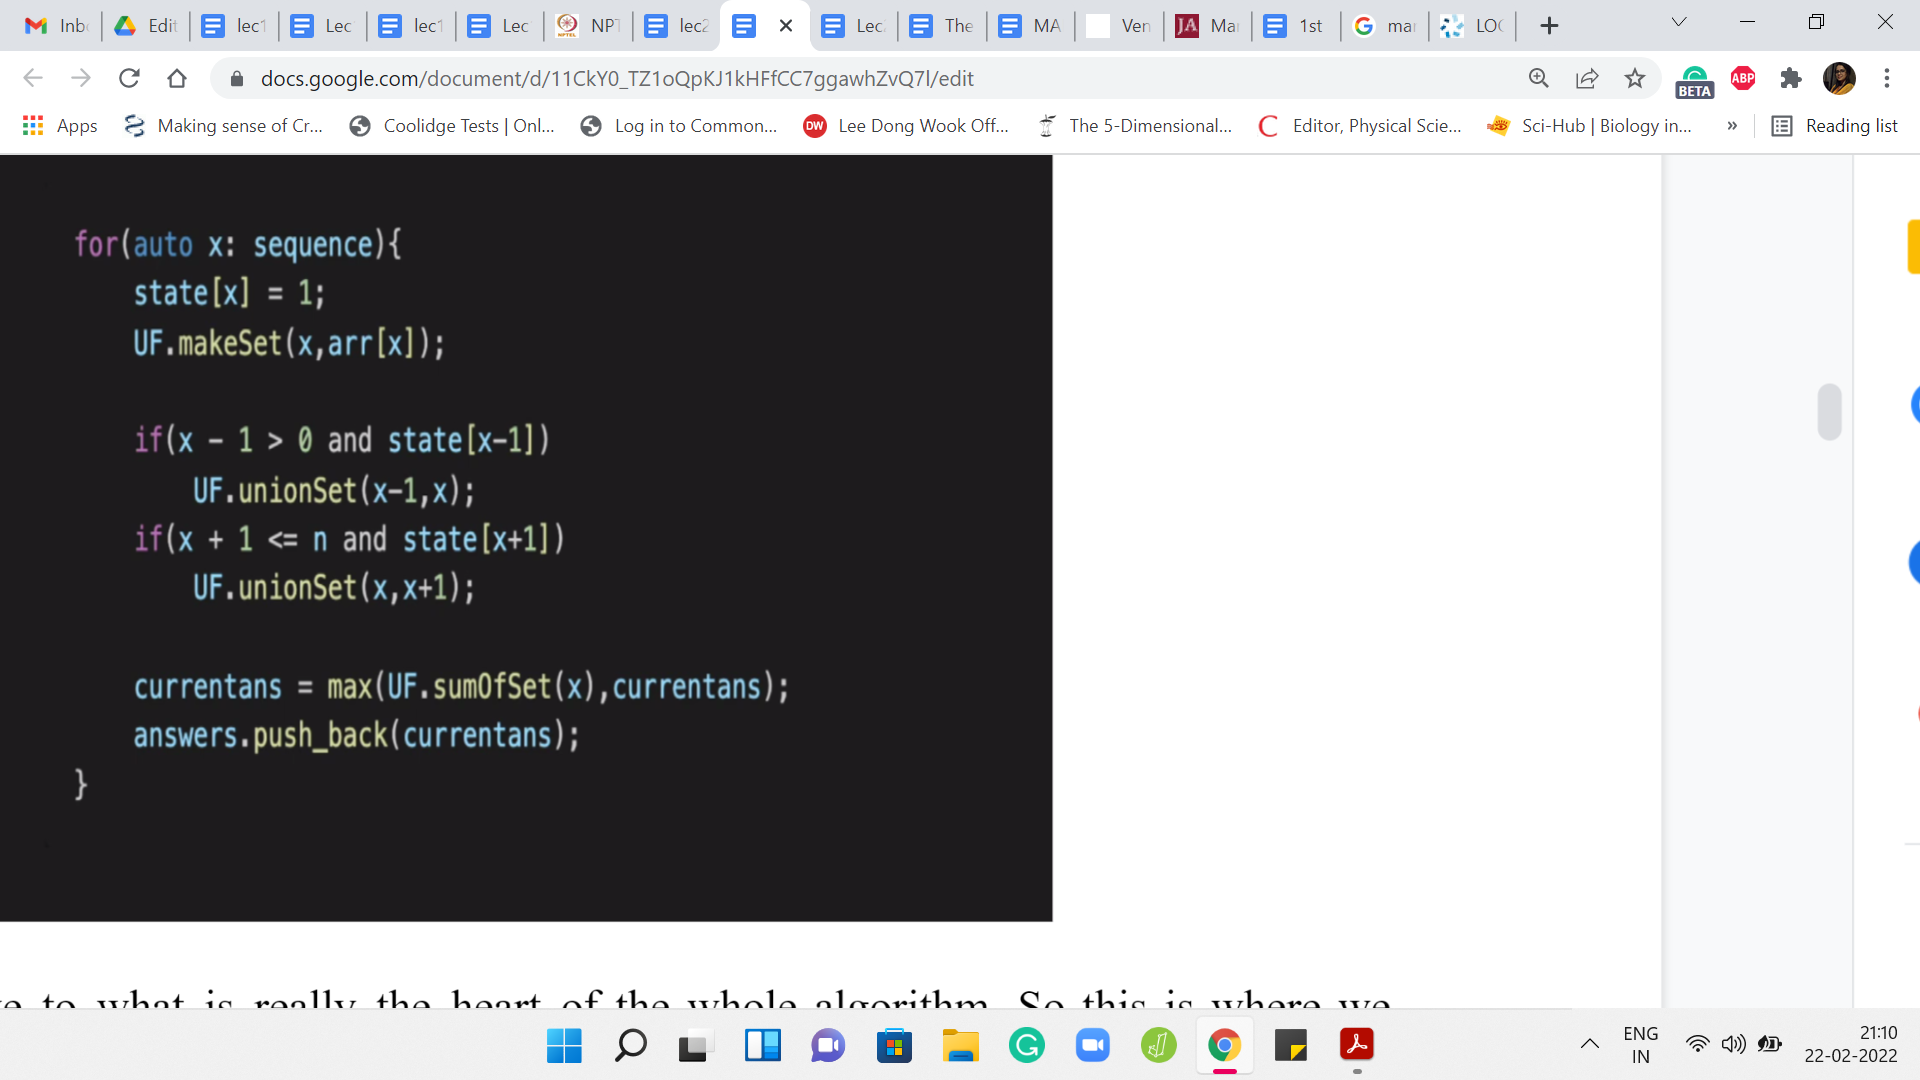 Inb
Edit
lec1
Lec
lec1
Lec
NPT
lec2
Lec
The
MA
Ven
JA Mar
1st
mar
LOC
docs.google.com/document/d/11CkY0_TZ1oQpKJ1kHFfCC7ggawhZvQ7l/edit
BETA
ABP
Apps
Making sense of Cr...
Coolidge Tests | Onl...
Log in to Common...
DW Lee Dong Wook Off...
The 5-Dimensional...
Editor, Physical Scie...
Sci-Hub | Biology in...
»
Reading list
for(auto x: sequence){
state[x] = 1;
UF.makeSet(x,arr[x]);
if(x - 1 > 0 and state[x-1])
UF.unionSet(x-1,x);
if(x + 1 <= n and state[x+1])
UF.unionSet(x,x+1);
currentans = max(UF.sumOfSet(x),currentans);
answers.push_back(currentans);
}
to what is really the heart of the whole algorithm. So this is where we
ENG
IN
21:10
22-02-2022